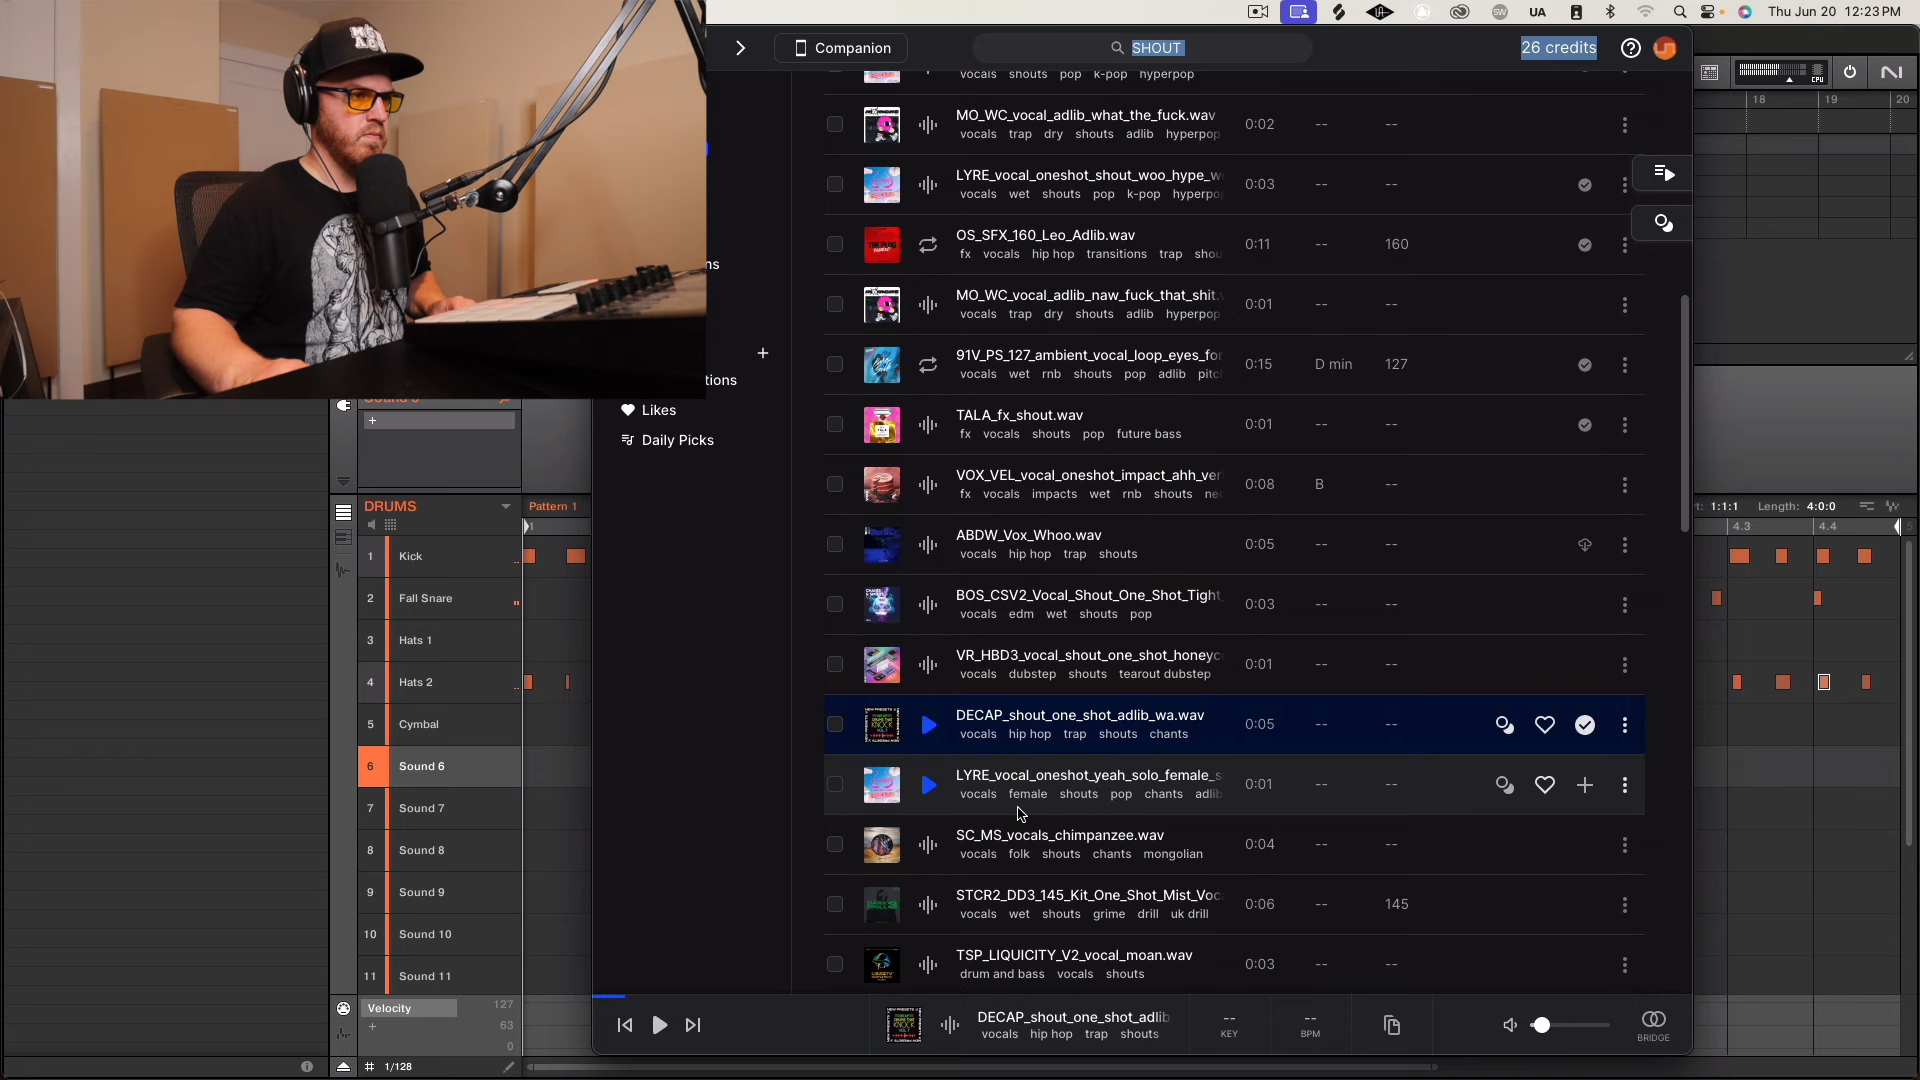 Thu Jun 20 12:23 PM
UA
Companion
SHOUT
26 credits
vocals shouts pop k-pop hyperpop
MO_WC_vocal_adlib_what_the_fuck.wav
0:02 -- --
vocals trap dry shouts adlib hyperpop
LYRE_vocal_oneshot_shout_woo_hype_w
0:03 -- --
vocals wet shouts pop k-pop hyperpop
OS_SFX_160_Leo_Adlib.wav
0:11 -- 160
fx vocals hip hop transitions trap shou
MO_WC_vocal_adlib_naw_fuck_that_shit.
0:01 -- --
vocals trap dry shouts adlib hyperpop
91V_PS_127_ambient_vocal_loop_eyes_for
0:15 D min 127
vocals wet rnb shouts pop adlib pitc
TALA_fx_shout.wav
0:01 -- --
fx vocals shouts pop future bass
VOX_VEL_vocal_oneshot_impact_ahh_ver
0:08 B --
fx vocals impacts wet rnb shouts neo
ABDW_Vox_Whoo.wav
0:05 -- --
vocals hip hop trap shouts
BOS_CSV2_Vocal_Shout_One_Shot_Tight_
0:03 -- --
vocals edm wet shouts pop
VR_HBD3_vocal_shout_one_shot_honeyc
0:01 -- --
vocals dubstep shouts tearout dubstep
DECAP_shout_one_shot_adlib_wa.wav
0:05 -- --
vocals hip hop trap shouts chants
LYRE_vocal_oneshot_yeah_solo_female_s
0:01 -- --
vocals female shouts pop chants adlib
SC_MS_vocals_chimpanzee.wav
0:04 -- --
vocals folk shouts chants mongolian
STCR2_DD3_145_Kit_One_Shot_Mist_Voc
0:06 -- 145
vocals wet shouts grime drill uk drill
TSP_LIQUICITY_V2_vocal_moan.wav
0:03 -- --
drum and bass vocals shouts
ns
tions
Likes
Daily Picks
DRUMS
Pattern 1
1
1 Kick
2 Fall Snare
3 Hats 1
4 Hats 2
5 Cymbal
6 Sound 6
7 Sound 7
8 Sound 8
9 Sound 9
10 Sound 10
11 Sound 11
Velocity
127
63
0
1/128
DECAP_shout_one_shot_adlib
vocals hip hop trap shouts
--
KEY
--
BPM
BRIDGE
CPU
18 19 20
1:1:1 Length: 4:0:0
4.3 4.4 5